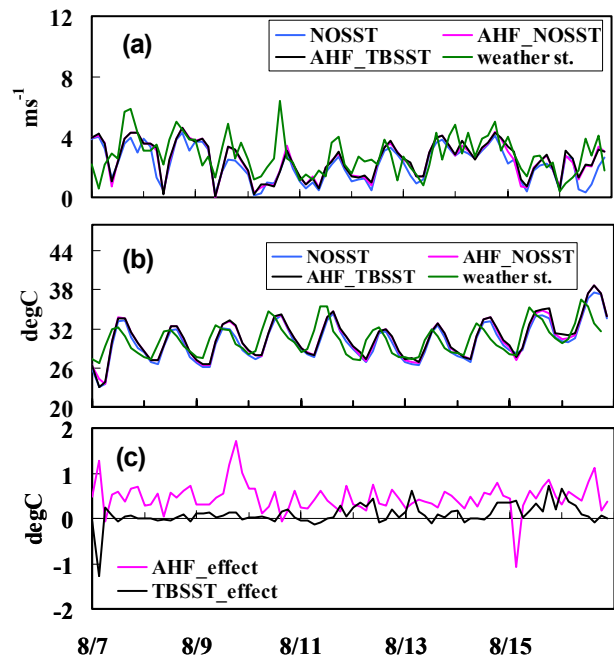 12
8
4
0
ms⁻¹
(a)
NOSST AHF_NOSST
AHF_TBSST weather st.
44
38
32
26
20
degC
(b)
NOSST AHF_NOSST
AHF_TBSST weather st.
2
1
0
-1
-2
degC
(c)
AHF_effect
TBSST_effect
8/7 8/9 8/11 8/13 8/15